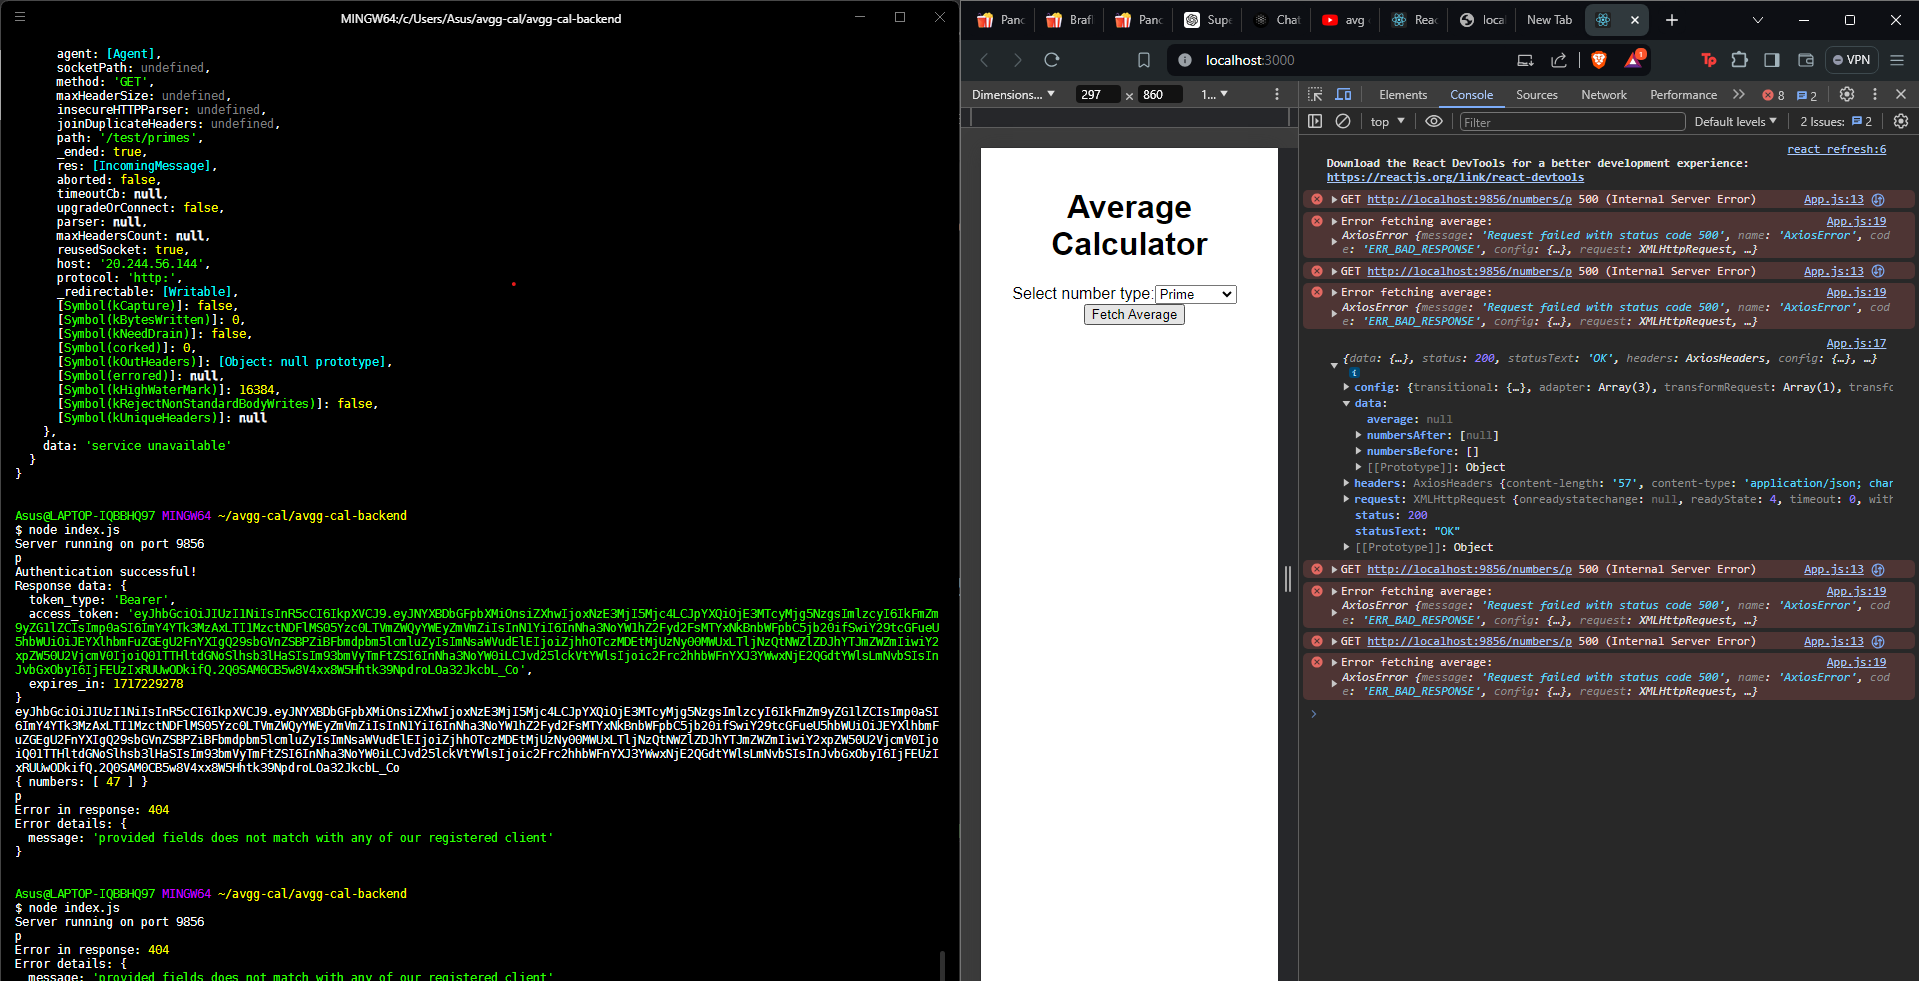 MINGW64:/c/Users/Asus/avgg-cal/avgg-cal-backend
agent: [Agent],
socketPath: undefined,
method: 'GET',
maxHeaderSize: undefined,
insecureHTTPParser: undefined,
joinDuplicateHeaders: undefined,
path: '/test/primes',
_ended: true,
res: [IncomingMessage],
aborted: false,
timeoutCb: null,
upgradeOrConnect: false,
parser: null,
maxHeadersCount: null,
reusedSocket: true,
host: '20.244.56.144',
protocol: 'http:',
_redirectable: [Writable],
[Symbol(kCapture)]: false,
[Symbol(kBytesWritten)]: 0,
[Symbol(kNeedDrain)]: false,
[Symbol(corked)]: 0,
[Symbol(kOutHeaders)]: [Object: null prototype],
[Symbol(errored)]: null,
[Symbol(kHighWaterMark)]: 16384,
[Symbol(kRejectNonStandardBodyWrites)]: false,
[Symbol(kUniqueHeaders)]: null
},
data: 'service unavailable'
}
}
Asus@LAPTOP-IQBBHQ97 MINGW64 ~/avgg-cal/avgg-cal-backend
$ node index.js
Server running on port 9856
p
Authentication successful!
Response data: {
token_type: 'Bearer',
access_token:
expires_in: 1717229278
}
{ numbers: [ 47 ] }
p
Error in response: 404
Error details: {
message: 'provided fields does not match with any of our registered client'
}
Asus@LAPTOP-IQBBHQ97 MINGW64 ~/avgg-cal/avgg-cal-backend
$ node index.js
Server running on port 9856
p
Error in response: 404
Error details: {
message: 'provided fields does not match with any of our registered client'
Panc Brafl Panc Supe Chat avg Reac local New Tab
localhost:3000 1 Tp VPN
Dimensions... 297 × 860 1...
Elements Console Sources Network Performance 8 2
top Filter Default levels 2 Issues: 2
Average
Calculator
Select number type: Prime
Fetch Average
react refresh:6
Download the React DevTools for a better development experience:
https://reactjs.org/link/react-devtools
GET http://localhost:9856/numbers/p 500 (Internal Server Error) App.js:13
Error fetching average: App.js:19
AxiosError {message: 'Request failed with status code 500', name: 'AxiosError', cod
e: 'ERR_BAD_RESPONSE', config: {…}, request: XMLHttpRequest, …}
GET http://localhost:9856/numbers/p 500 (Internal Server Error) App.js:13
Error fetching average: App.js:19
AxiosError {message: 'Request failed with status code 500', name: 'AxiosError', cod
e: 'ERR_BAD_RESPONSE', config: {…}, request: XMLHttpRequest, …}
App.js:17
{data: {…}, status: 200, statusText: 'OK', headers: AxiosHeaders, config: {…}, …}
config: {transitional: {…}, adapter: Array(3), transformRequest: Array(1), transfo
data:
average: null
numbersAfter: [null]
numbersBefore: []
[[Prototype]]: Object
headers: AxiosHeaders {content-length: '57', content-type: 'application/json; char
request: XMLHttpRequest {onreadystatechange: null, readyState: 4, timeout: 0, with
status: 200
statusText: "OK"
[[Prototype]]: Object
GET http://localhost:9856/numbers/p 500 (Internal Server Error) App.js:13
Error fetching average: App.js:19
AxiosError {message: 'Request failed with status code 500', name: 'AxiosError', cod
e: 'ERR_BAD_RESPONSE', config: {…}, request: XMLHttpRequest, …}
GET http://localhost:9856/numbers/p 500 (Internal Server Error) App.js:13
Error fetching average: App.js:19
AxiosError {message: 'Request failed with status code 500', name: 'AxiosError', cod
e: 'ERR_BAD_RESPONSE', config: {…}, request: XMLHttpRequest, …}